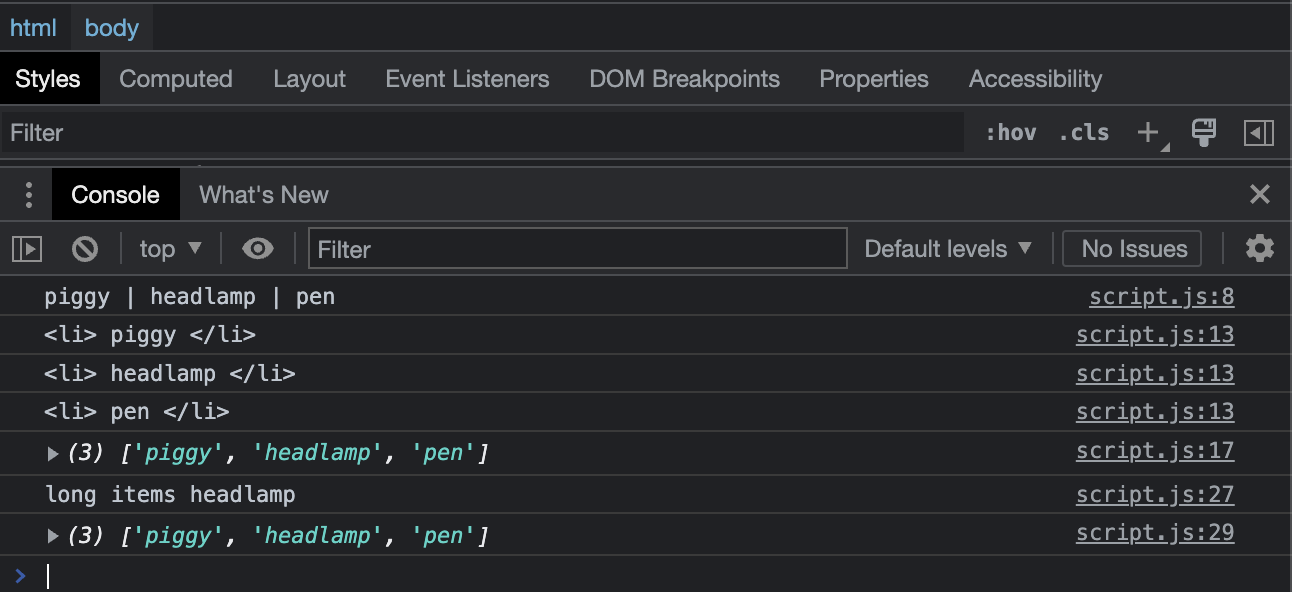 html body
Styles Computed Layout Event Listeners DOM Breakpoints Properties Accessibility
Filter :hov .cls
Console What's New
top Filter Default levels No Issues
piggy | headlamp | pen script.js:8
<li> piggy </li> script.js:13
<li> headlamp </li> script.js:13
<li> pen </li> script.js:13
(3) ['piggy', 'headlamp', 'pen'] script.js:17
long items headlamp script.js:27
(3) ['piggy', 'headlamp', 'pen'] script.js:29